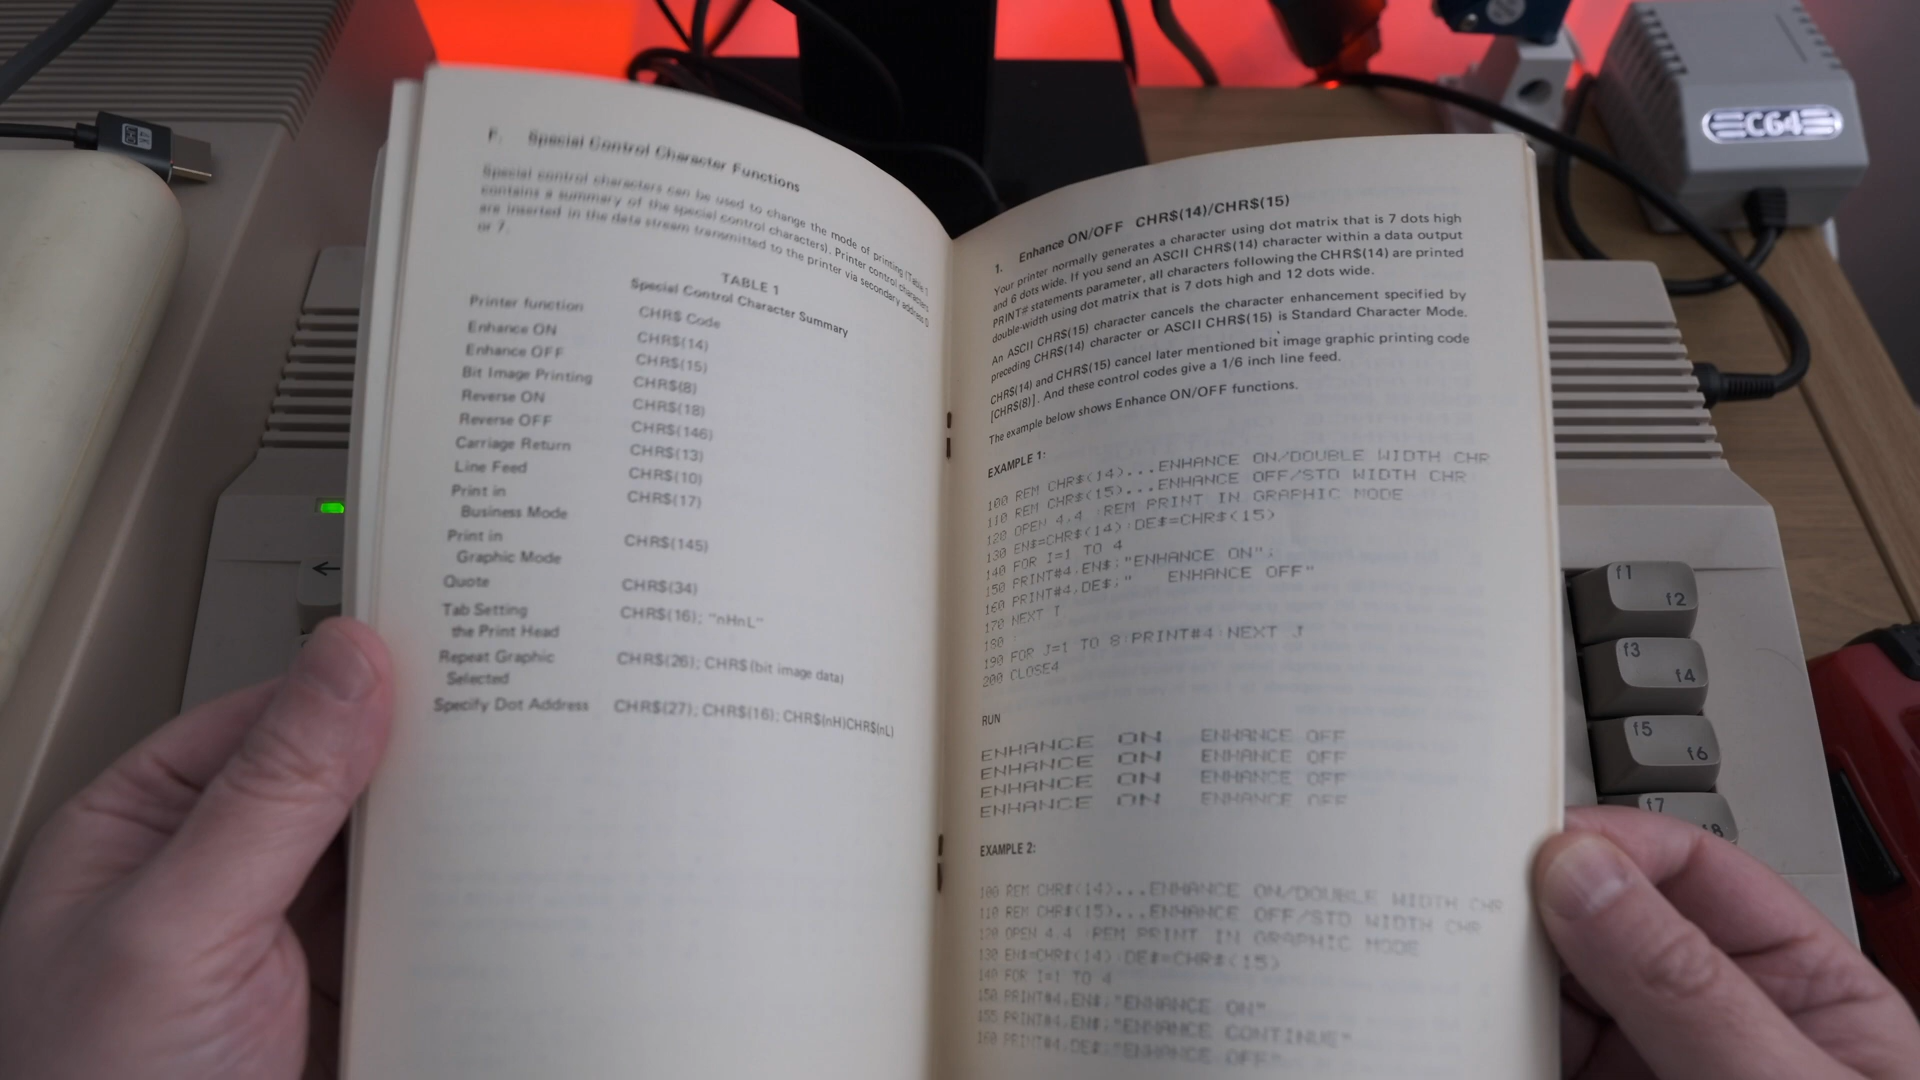 F. Special Control Character Functions
Special control characters can be used to change the mode of printing (Table 1
contains a summary of the special control characters). Printer control characters
are inserted in the data stream transmitted to the printer via secondary address 0
or 7.
TABLE 1
Special Control Character Summary
Printer function CHR$ Code
Enhance ON CHR$(14)
Enhance OFF CHR$(15)
Bit Image Printing CHR$(8)
Reverse ON CHR$(18)
Reverse OFF CHR$(146)
Carriage Return CHR$(13)
Line Feed CHR$(10)
Print in CHR$(17)
Business Mode
Print in CHR$(145)
Graphic Mode
Quote CHR$(34)
Tab Setting CHR$(16); "nHnL"
the Print Head
Repeat Graphic CHR$(26); CHR$(bit image data)
Selected
Specify Dot Address CHR$(27); CHR$(16); CHR$(nH)CHR$(nL)
1. Enhance ON/OFF CHR$(14)/CHR$(15)
Your printer normally generates a character using dot matrix that is 7 dots high
and 6 dots wide. If you send an ASCII CHR$(14) character within a data output
PRINT# statements parameter, all characters following the CHR$(14) are printed
double-width using dot matrix that is 7 dots high and 12 dots wide.
An ASCII CHR$(15) character cancels the character enhancement specified by
preceding CHR$(14) character or ASCII CHR$(15) is Standard Character Mode.
CHR$(14) and CHR$(15) cancel later mentioned bit image graphic printing code
[CHR$(8)]. And these control codes give a 1/6 inch line feed.
The example below shows Enhance ON/OFF functions.
EXAMPLE 1:
100 REM CHR$(14)...ENHANCE ON/DOUBLE WIDTH CHR
110 REM CHR$(15)...ENHANCE OFF/STD WIDTH CHR
120 OPEN 4,4 :REM PRINT IN GRAPHIC MODE
130 EN$=CHR$(14):DE$=CHR$(15)
140 FOR I=1 TO 4
150 PRINT#4,EN$;"ENHANCE ON";
160 PRINT#4,DE$;" ENHANCE OFF"
170 NEXT I
180 :
190 FOR J=1 TO 8:PRINT#4:NEXT J
200 CLOSE4
RUN
ENHANCE ON ENHANCE OFF
ENHANCE ON ENHANCE OFF
ENHANCE ON ENHANCE OFF
ENHANCE ON ENHANCE OFF
EXAMPLE 2:
100 REM CHR$(14)...ENHANCE ON/DOUBLE WIDTH CHR
110 REM CHR$(15)...ENHANCE OFF/STD WIDTH CHR
120 OPEN 4,4 :REM PRINT IN GRAPHIC MODE
130 EN$=CHR$(14):DE$=CHR$(15)
140 FOR I=1 TO 4
150 PRINT#4,EN$;"ENHANCE ON"
155 PRINT#4,EN$;"ENHANCE CONTINUE"
160 PRINT#4,DE$;"ENHANCE OFF"
C64
←
f1
f2
f3
f4
f5
f6
f7
f8